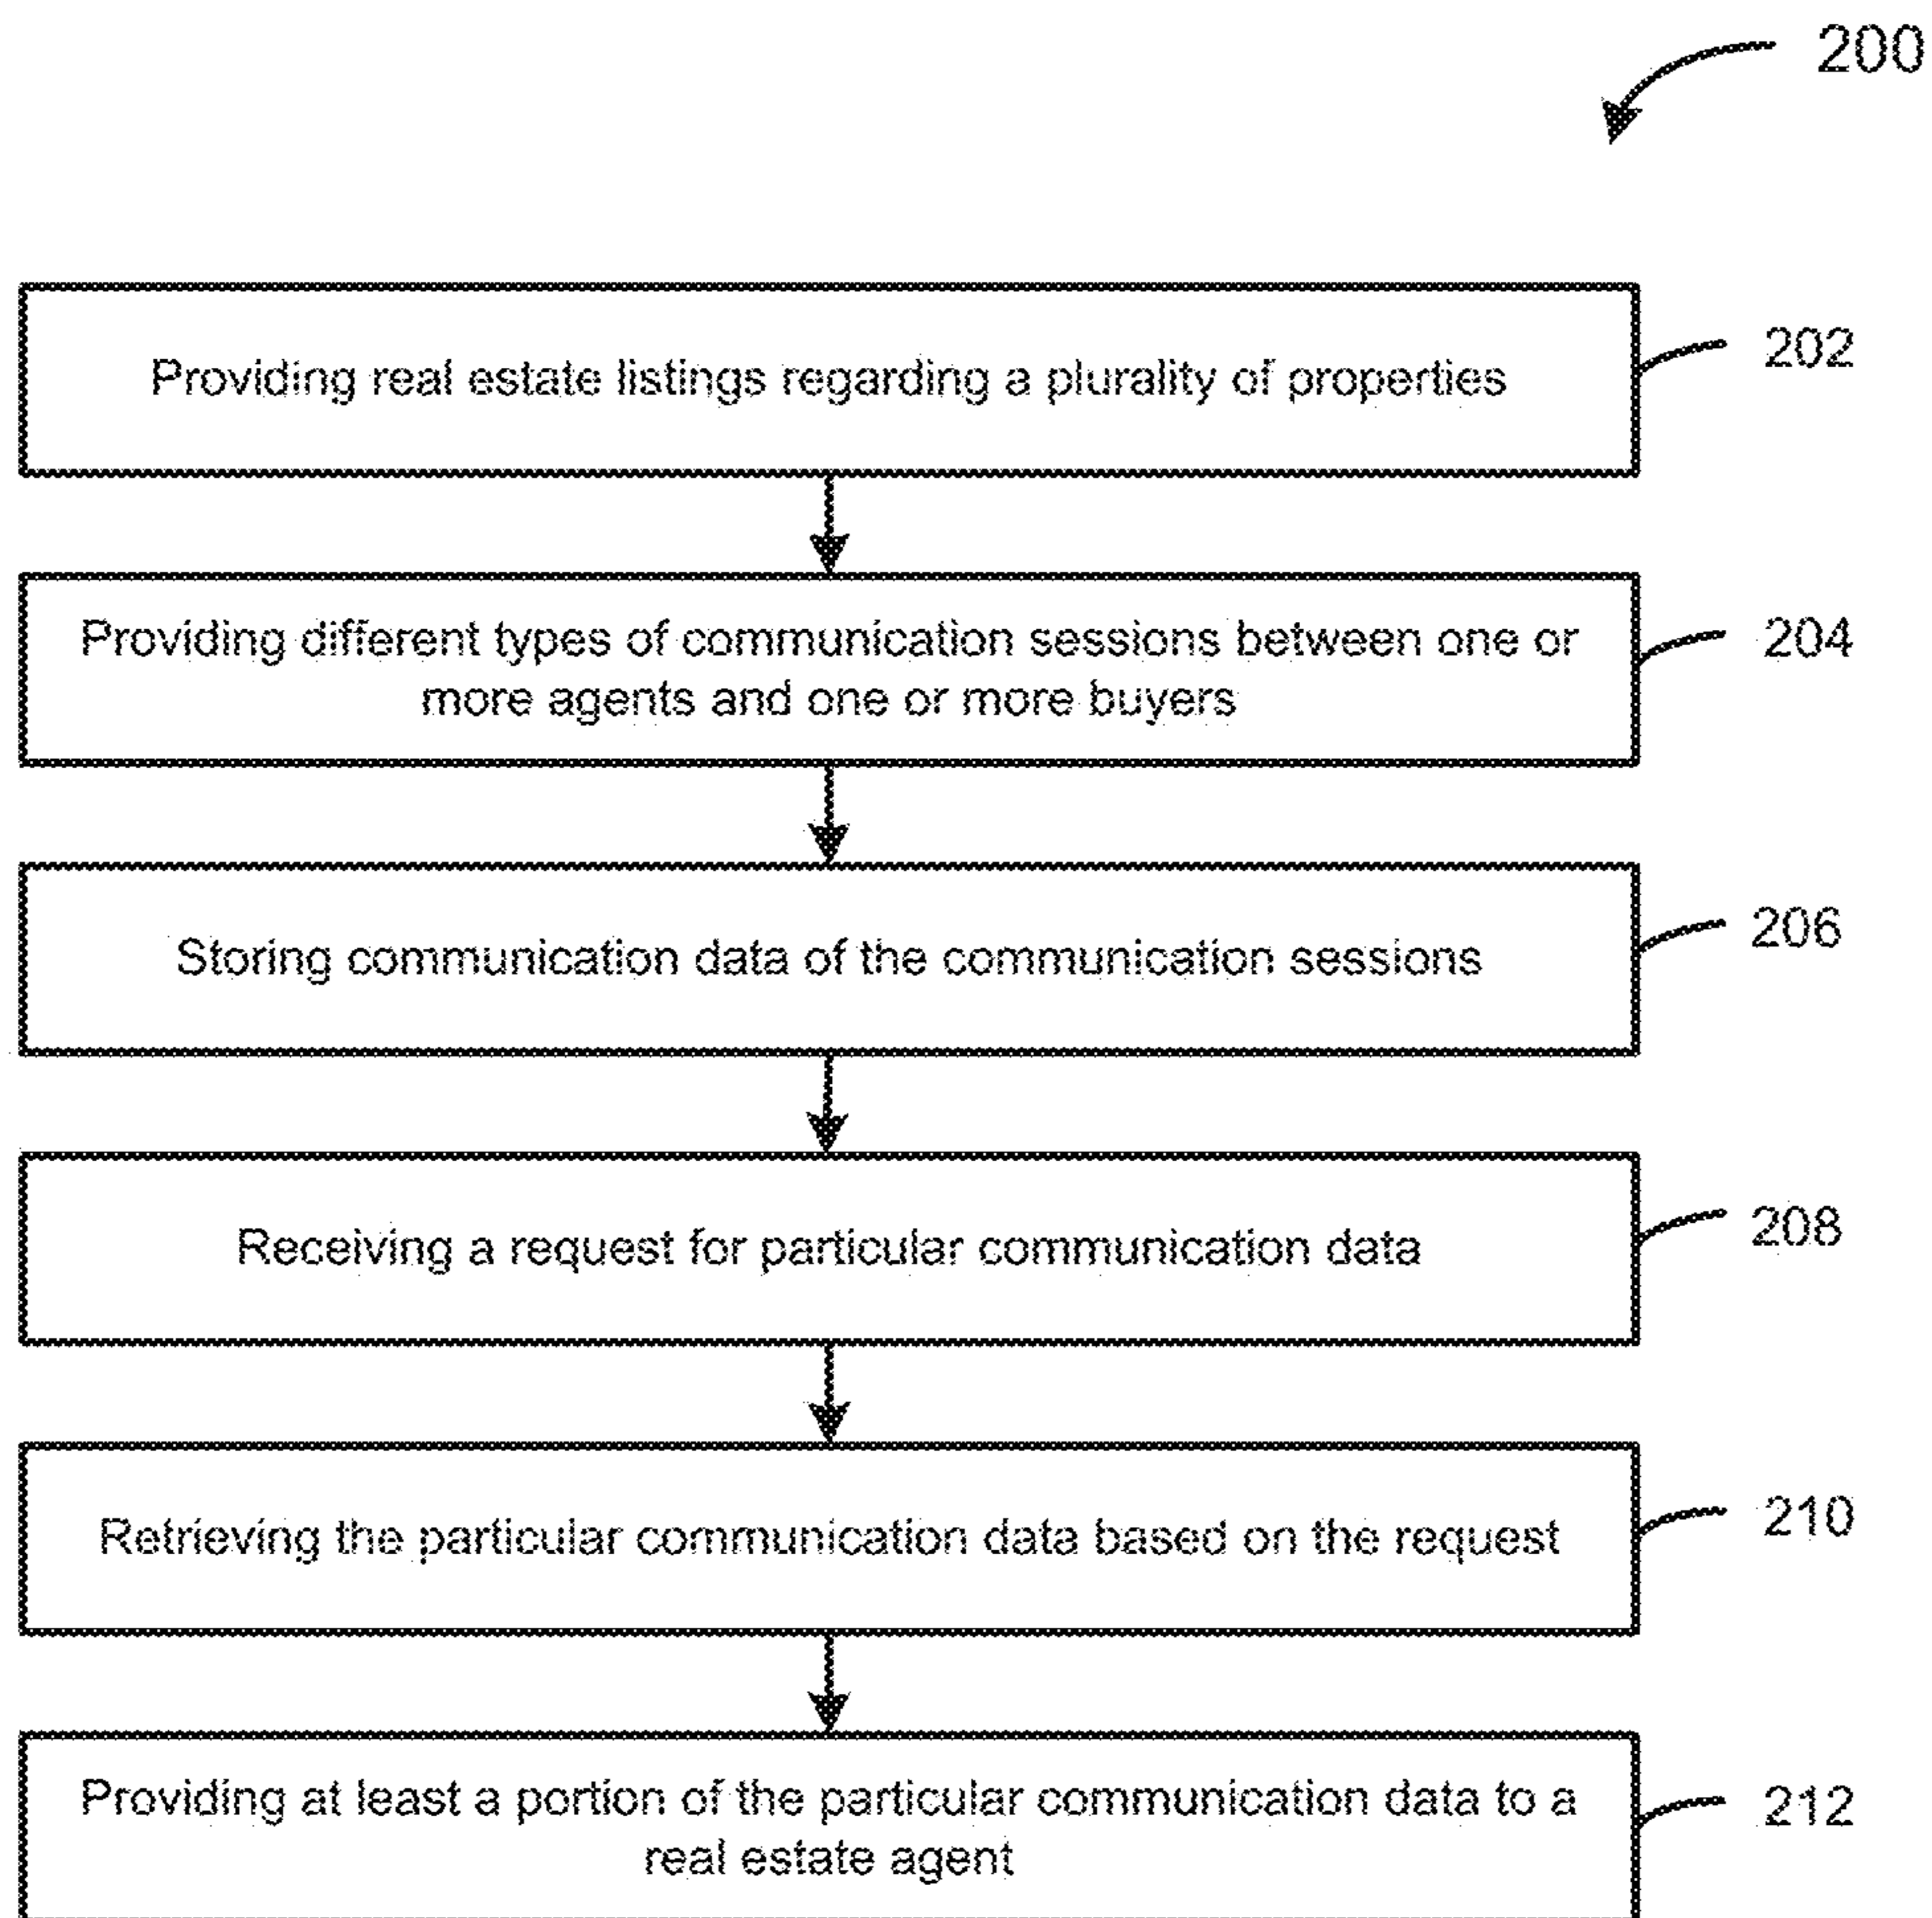 200
Providing real estate listings regarding a plurality of properties
202
Providing different types of communication sessions between one or
more agents and one or more buyers
204
Storing communication data of the communication sessions
206
Receiving a request for particular communication data
208
Retrieving the particular communication data based on the request
210
Providing at least a portion of the particular communication data to a
real estate agent
212